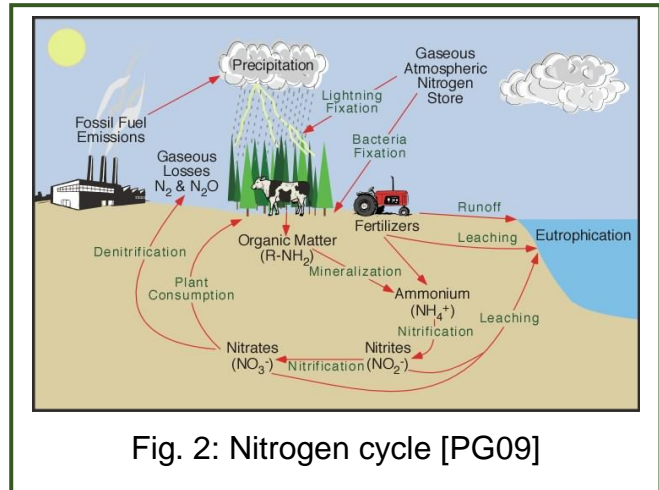 Precipitation
Gaseous
Atmospheric
Nitrogen
Store
Lightning
Fixation
Fossil Fuel
Emissions
Bacteria
Fixation
Gaseous
Losses
N₂ & N₂O
Fertilizers
Runoff
Organic Matter
(R-NH₂)
Leaching
Eutrophication
Denitrification
Mineralization
Plant
Consumption
Ammonium
(NH₄⁺)
Leaching
Nitrification
Nitrates
(NO₃⁻)
Nitrification
Nitrites
(NO₂⁻)
Fig. 2: Nitrogen cycle [PG09]